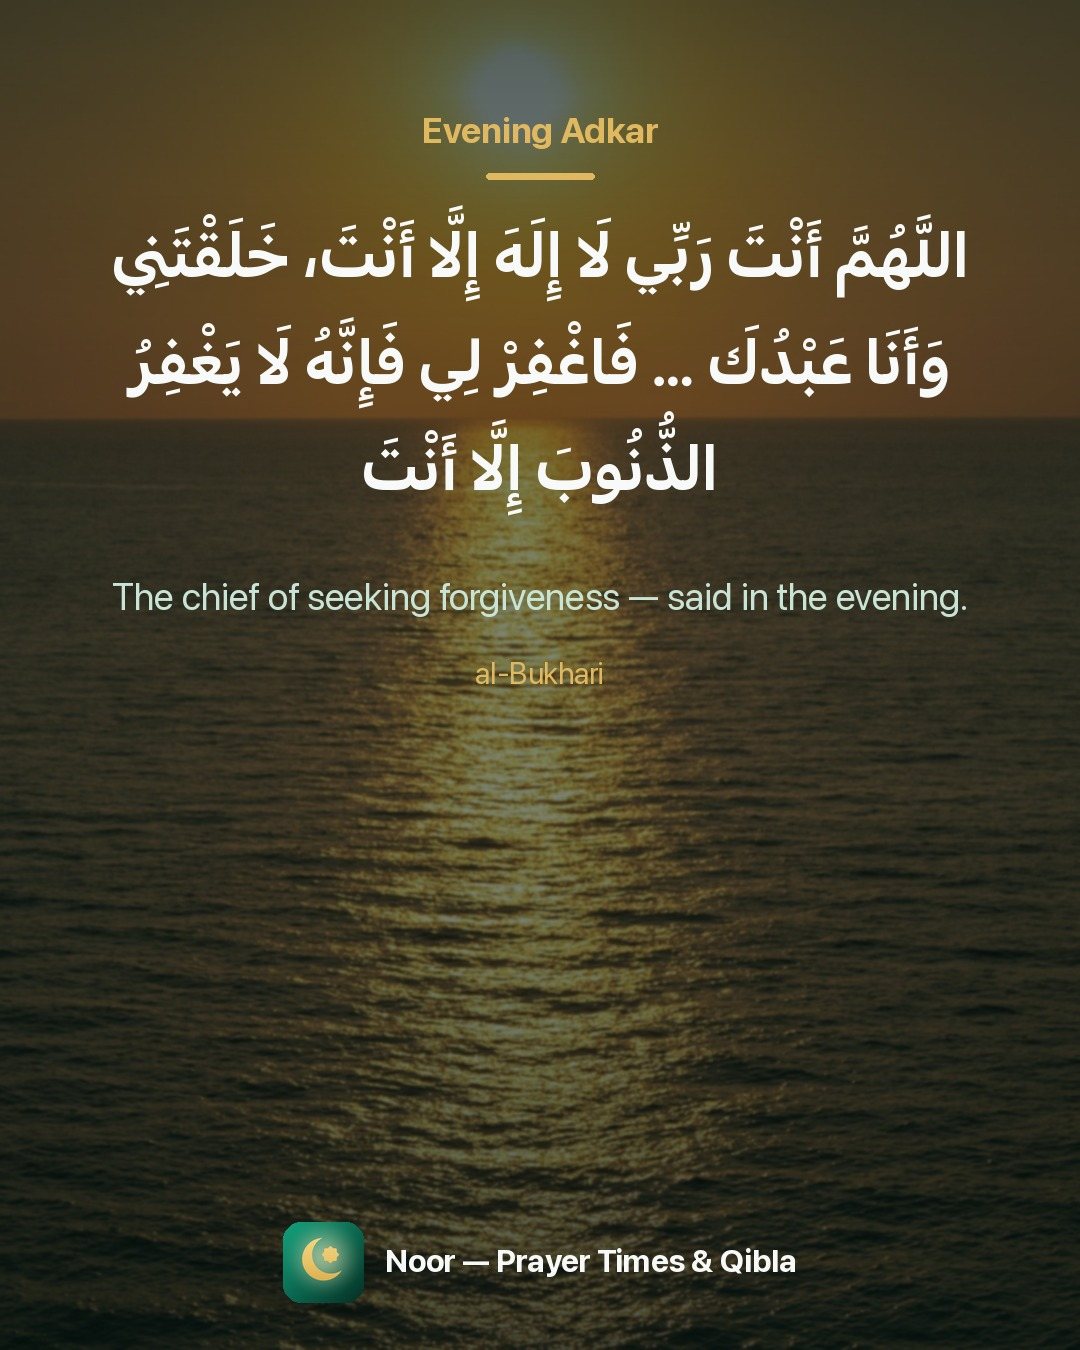 Evening Adkar
اللَّهُمَّ أَنْتَ رَبِّي لَا إِلَهَ إِلَّا أَنْتَ، خَلَقْتَنِي
وَأَنَا عَبْدُكَ ... فَاغْفِرْ لِي فَإِنَّهُ لَا يَغْفِرُ
الذُّنُوبَ إِلَّا أَنْتَ
The chief of seeking forgiveness — said in the evening.
al-Bukhari
Noor — Prayer Times & Qibla